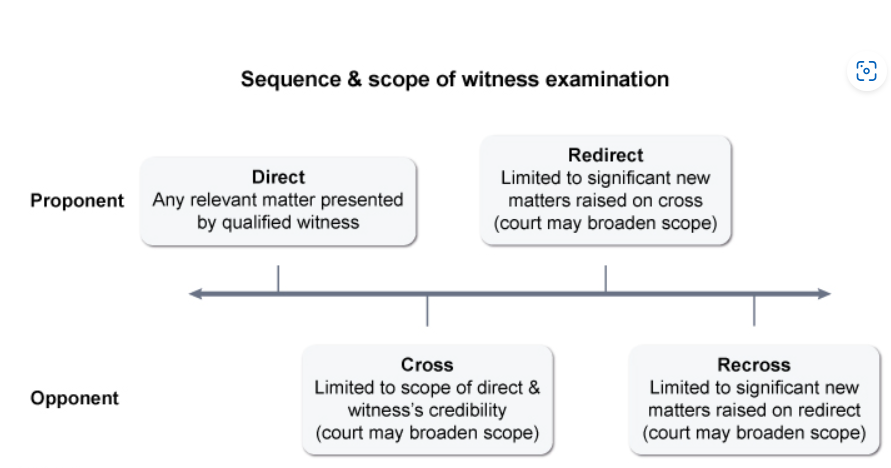 Sequence & scope of witness examination
Proponent
Direct
Any relevant matter presented
by qualified witness
Redirect
Limited to significant new
matters raised on cross
(court may broaden scope)
Opponent
Cross
Limited to scope of direct &
witness's credibility
(court may broaden scope)
Recross
Limited to significant new
matters raised on redirect
(court may broaden scope)